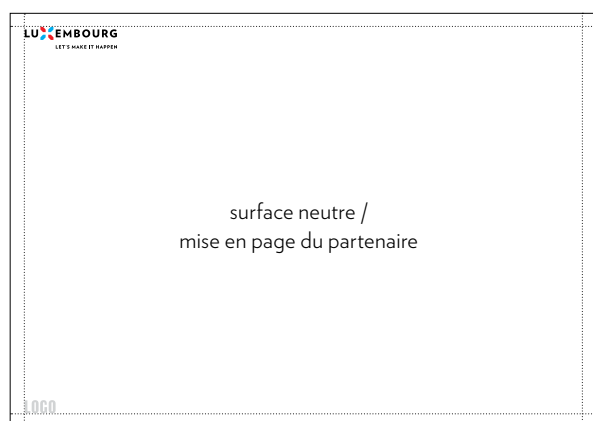 LUXEMBOURG
LET'S MAKE IT HAPPEN
surface neutre /
mise en page du partenaire
LOGO